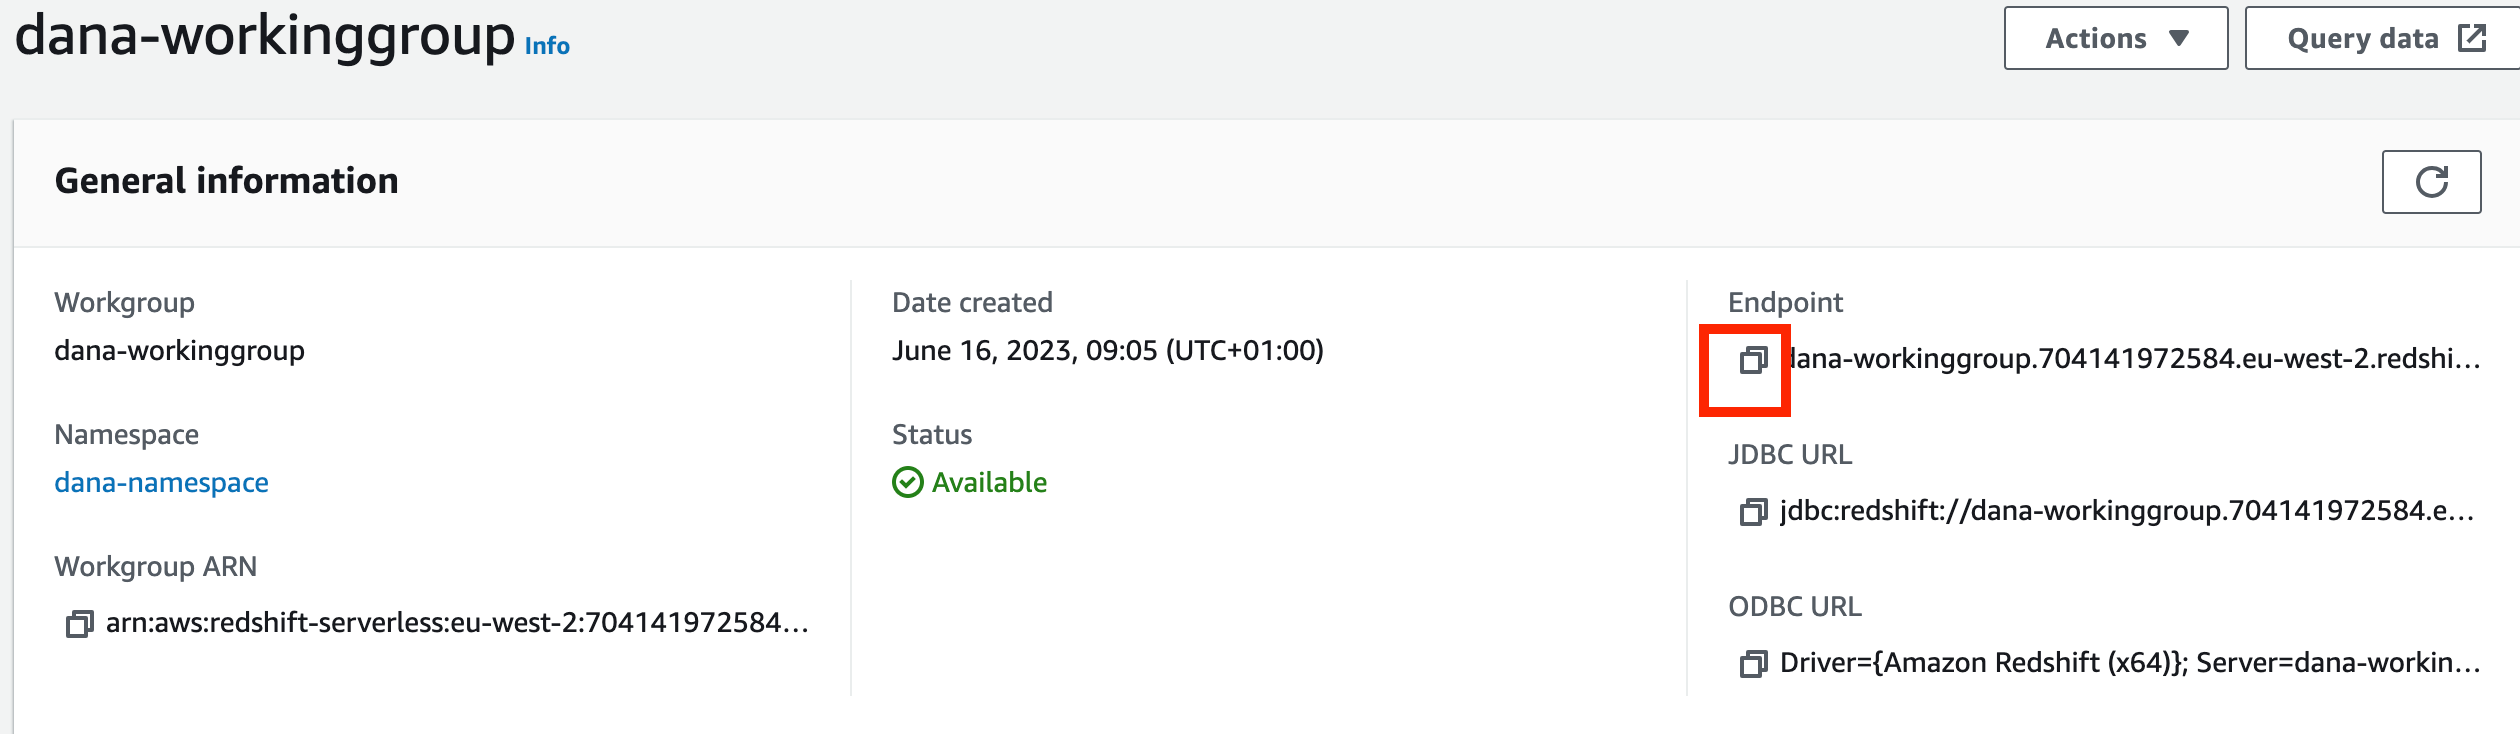 dana-workinggroup Info
Actions
Query data
General information
Workgroup
dana-workinggroup
Namespace
dana-namespace
Workgroup ARN
arn:aws:redshift-serverless:eu-west-2:704141972584...
Date created
June 16, 2023, 09:05 (UTC+01:00)
Status
Available
Endpoint
dana-workinggroup.704141972584.eu-west-2.redshi...
JDBC URL
jdbc:redshift://dana-workinggroup.704141972584.e...
ODBC URL
Driver={Amazon Redshift (x64)}; Server=dana-workin...